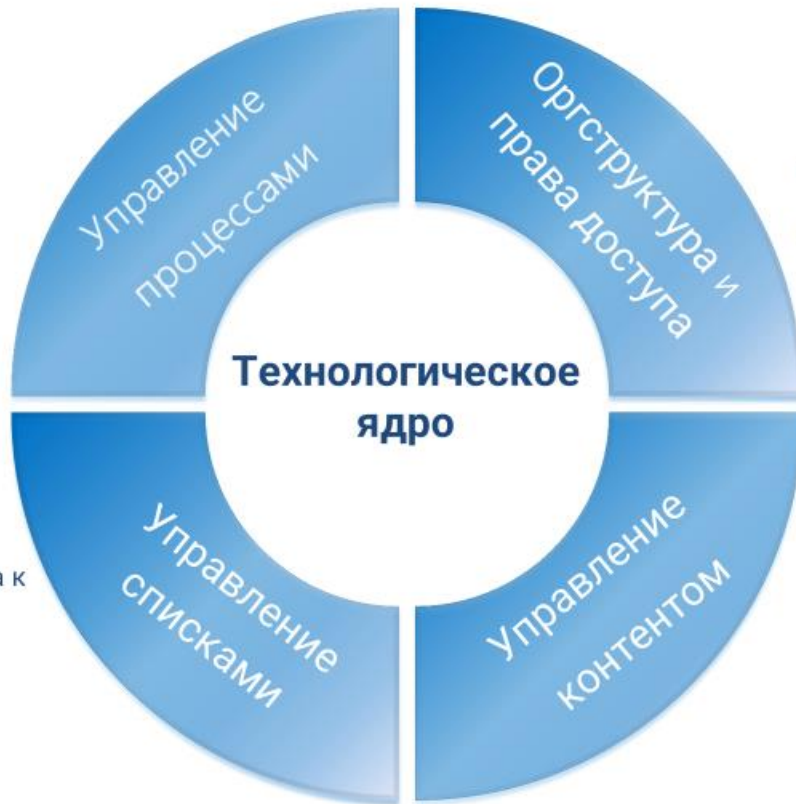 Управление
процессами
Оргструктура и
права доступа
Технологическое
ядро
а к
Управление
списками
Управление
контентом